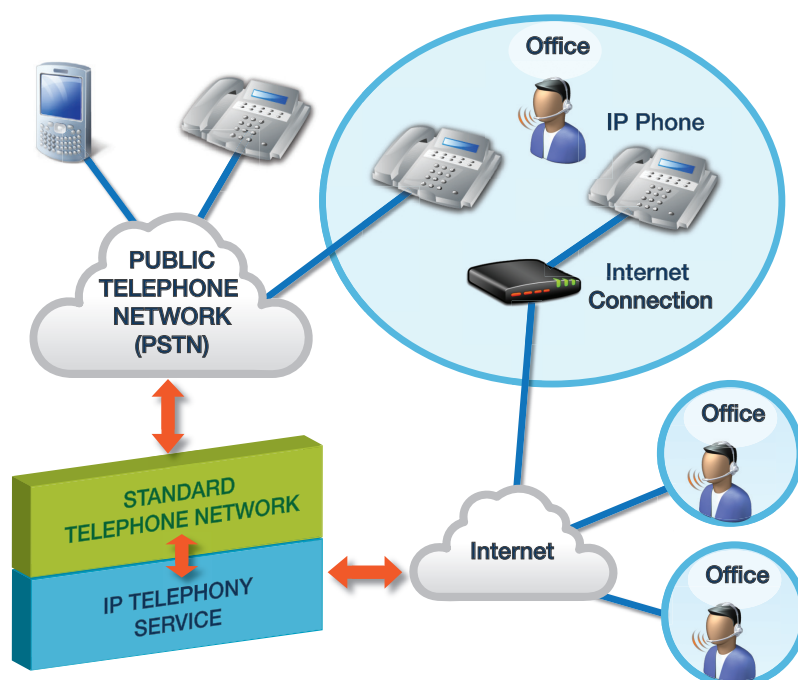 Office
IP Phone
PUBLIC
TELEPHONE
NETWORK
(PSTN)
Internet
Connection
Office
STANDARD
TELEPHONE NETWORK
Internet
IP TELEPHONY
SERVICE
Office